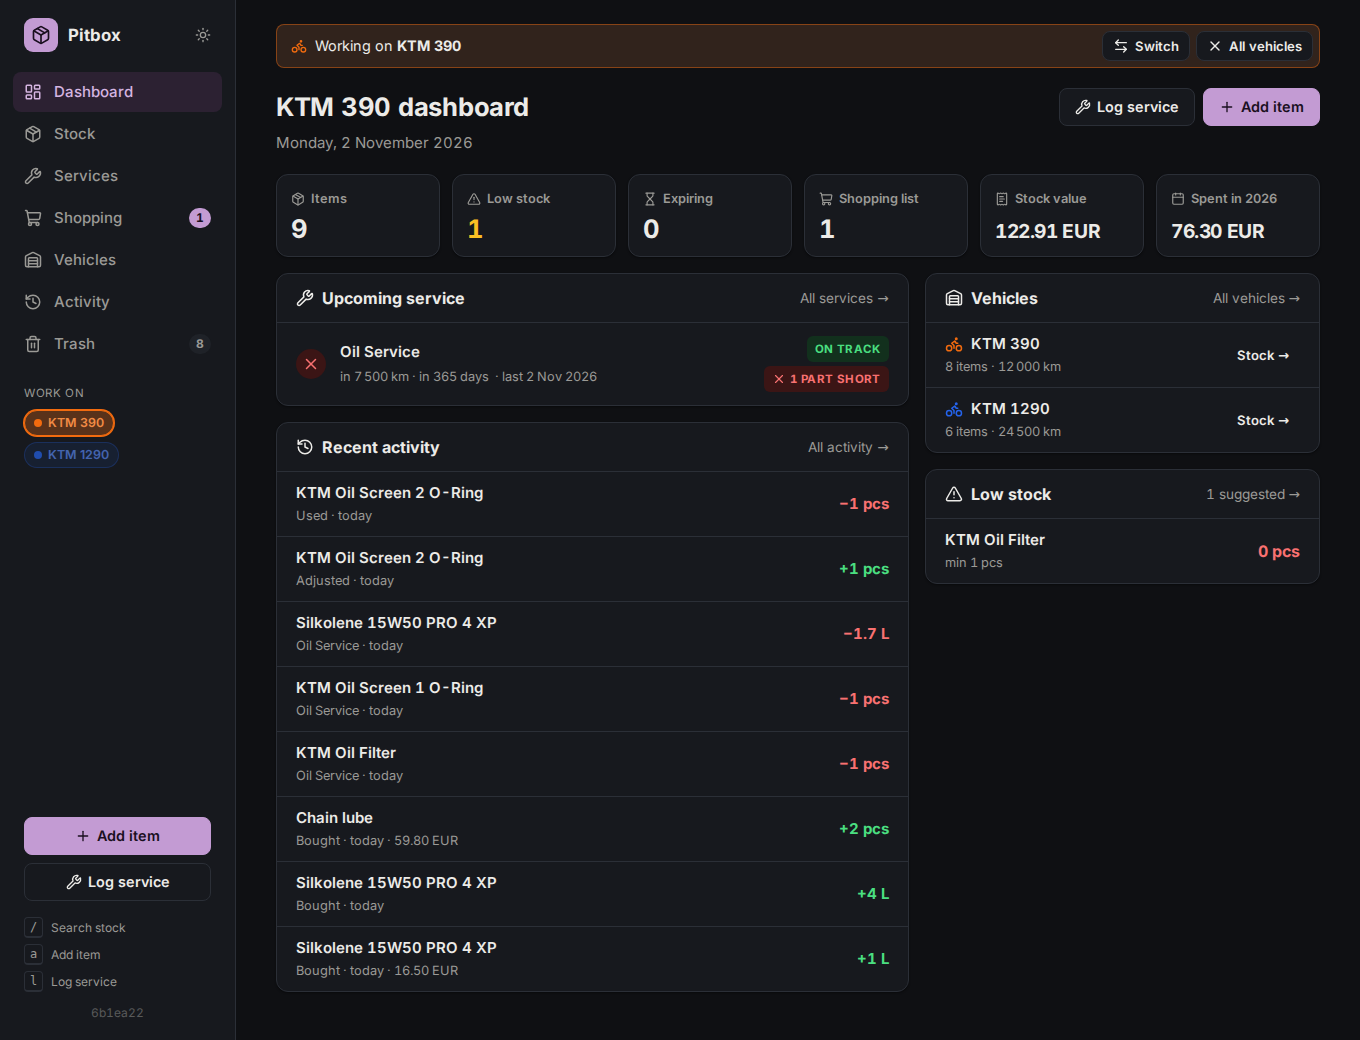 Pitbox
Dashboard
Stock
Services
Shopping 1
Vehicles
Activity
Trash 8
WORK ON
KTM 390
KTM 1290
+ Add item
Log service
/ Search stock
a Add item
l Log service
6b1ea22
Working on KTM 390
Switch
All vehicles
KTM 390 dashboard
Monday, 2 November 2026
Log service
+ Add item
Items
9
Low stock
1
Expiring
0
Shopping list
1
Stock value
122.91 EUR
Spent in 2026
76.30 EUR
Upcoming service
All services →
Oil Service
in 7 500 km · in 365 days · last 2 Nov 2026
ON TRACK
1 PART SHORT
Recent activity
All activity →
KTM Oil Screen 2 O-Ring
Used · today
−1 pcs
KTM Oil Screen 2 O-Ring
Adjusted · today
+1 pcs
Silkolene 15W50 PRO 4 XP
Oil Service · today
−1.7 L
KTM Oil Screen 1 O-Ring
Oil Service · today
−1 pcs
KTM Oil Filter
Oil Service · today
−1 pcs
Chain lube
Bought · today · 59.80 EUR
+2 pcs
Silkolene 15W50 PRO 4 XP
Bought · today
+4 L
Silkolene 15W50 PRO 4 XP
Bought · today · 16.50 EUR
+1 L
Vehicles
All vehicles →
KTM 390
8 items · 12 000 km
Stock →
KTM 1290
6 items · 24 500 km
Stock →
Low stock
1 suggested →
KTM Oil Filter
min 1 pcs
0 pcs